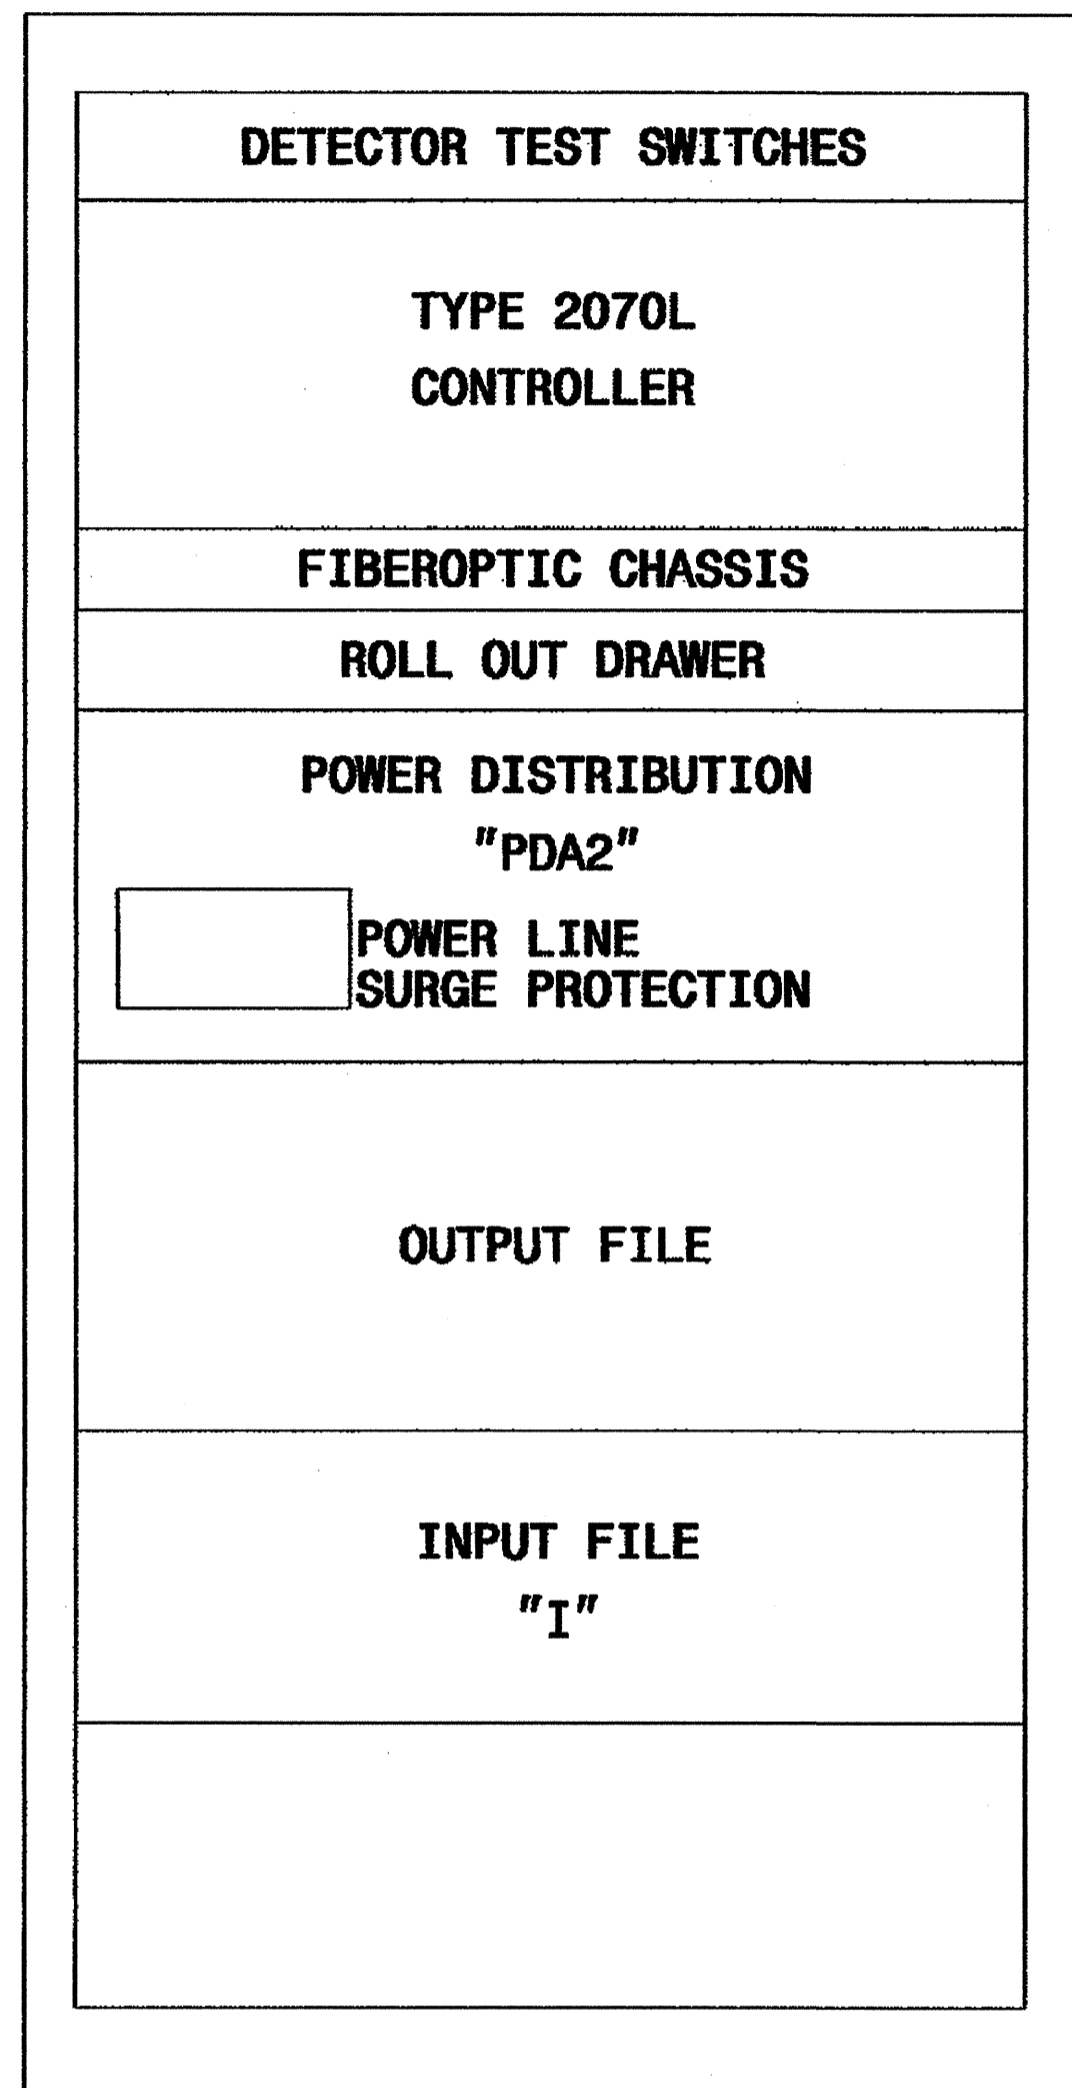 DETECTOR TEST SWITCHES
TYPE 2070L
CONTROLLER
FIBEROPTIC CHASSIS
ROLL OUT DRAWER
POWER DISTRIBUTION
"PDA2"
POWER LINE
SURGE PROTECTION
OUTPUT FILE
INPUT FILE
"I"